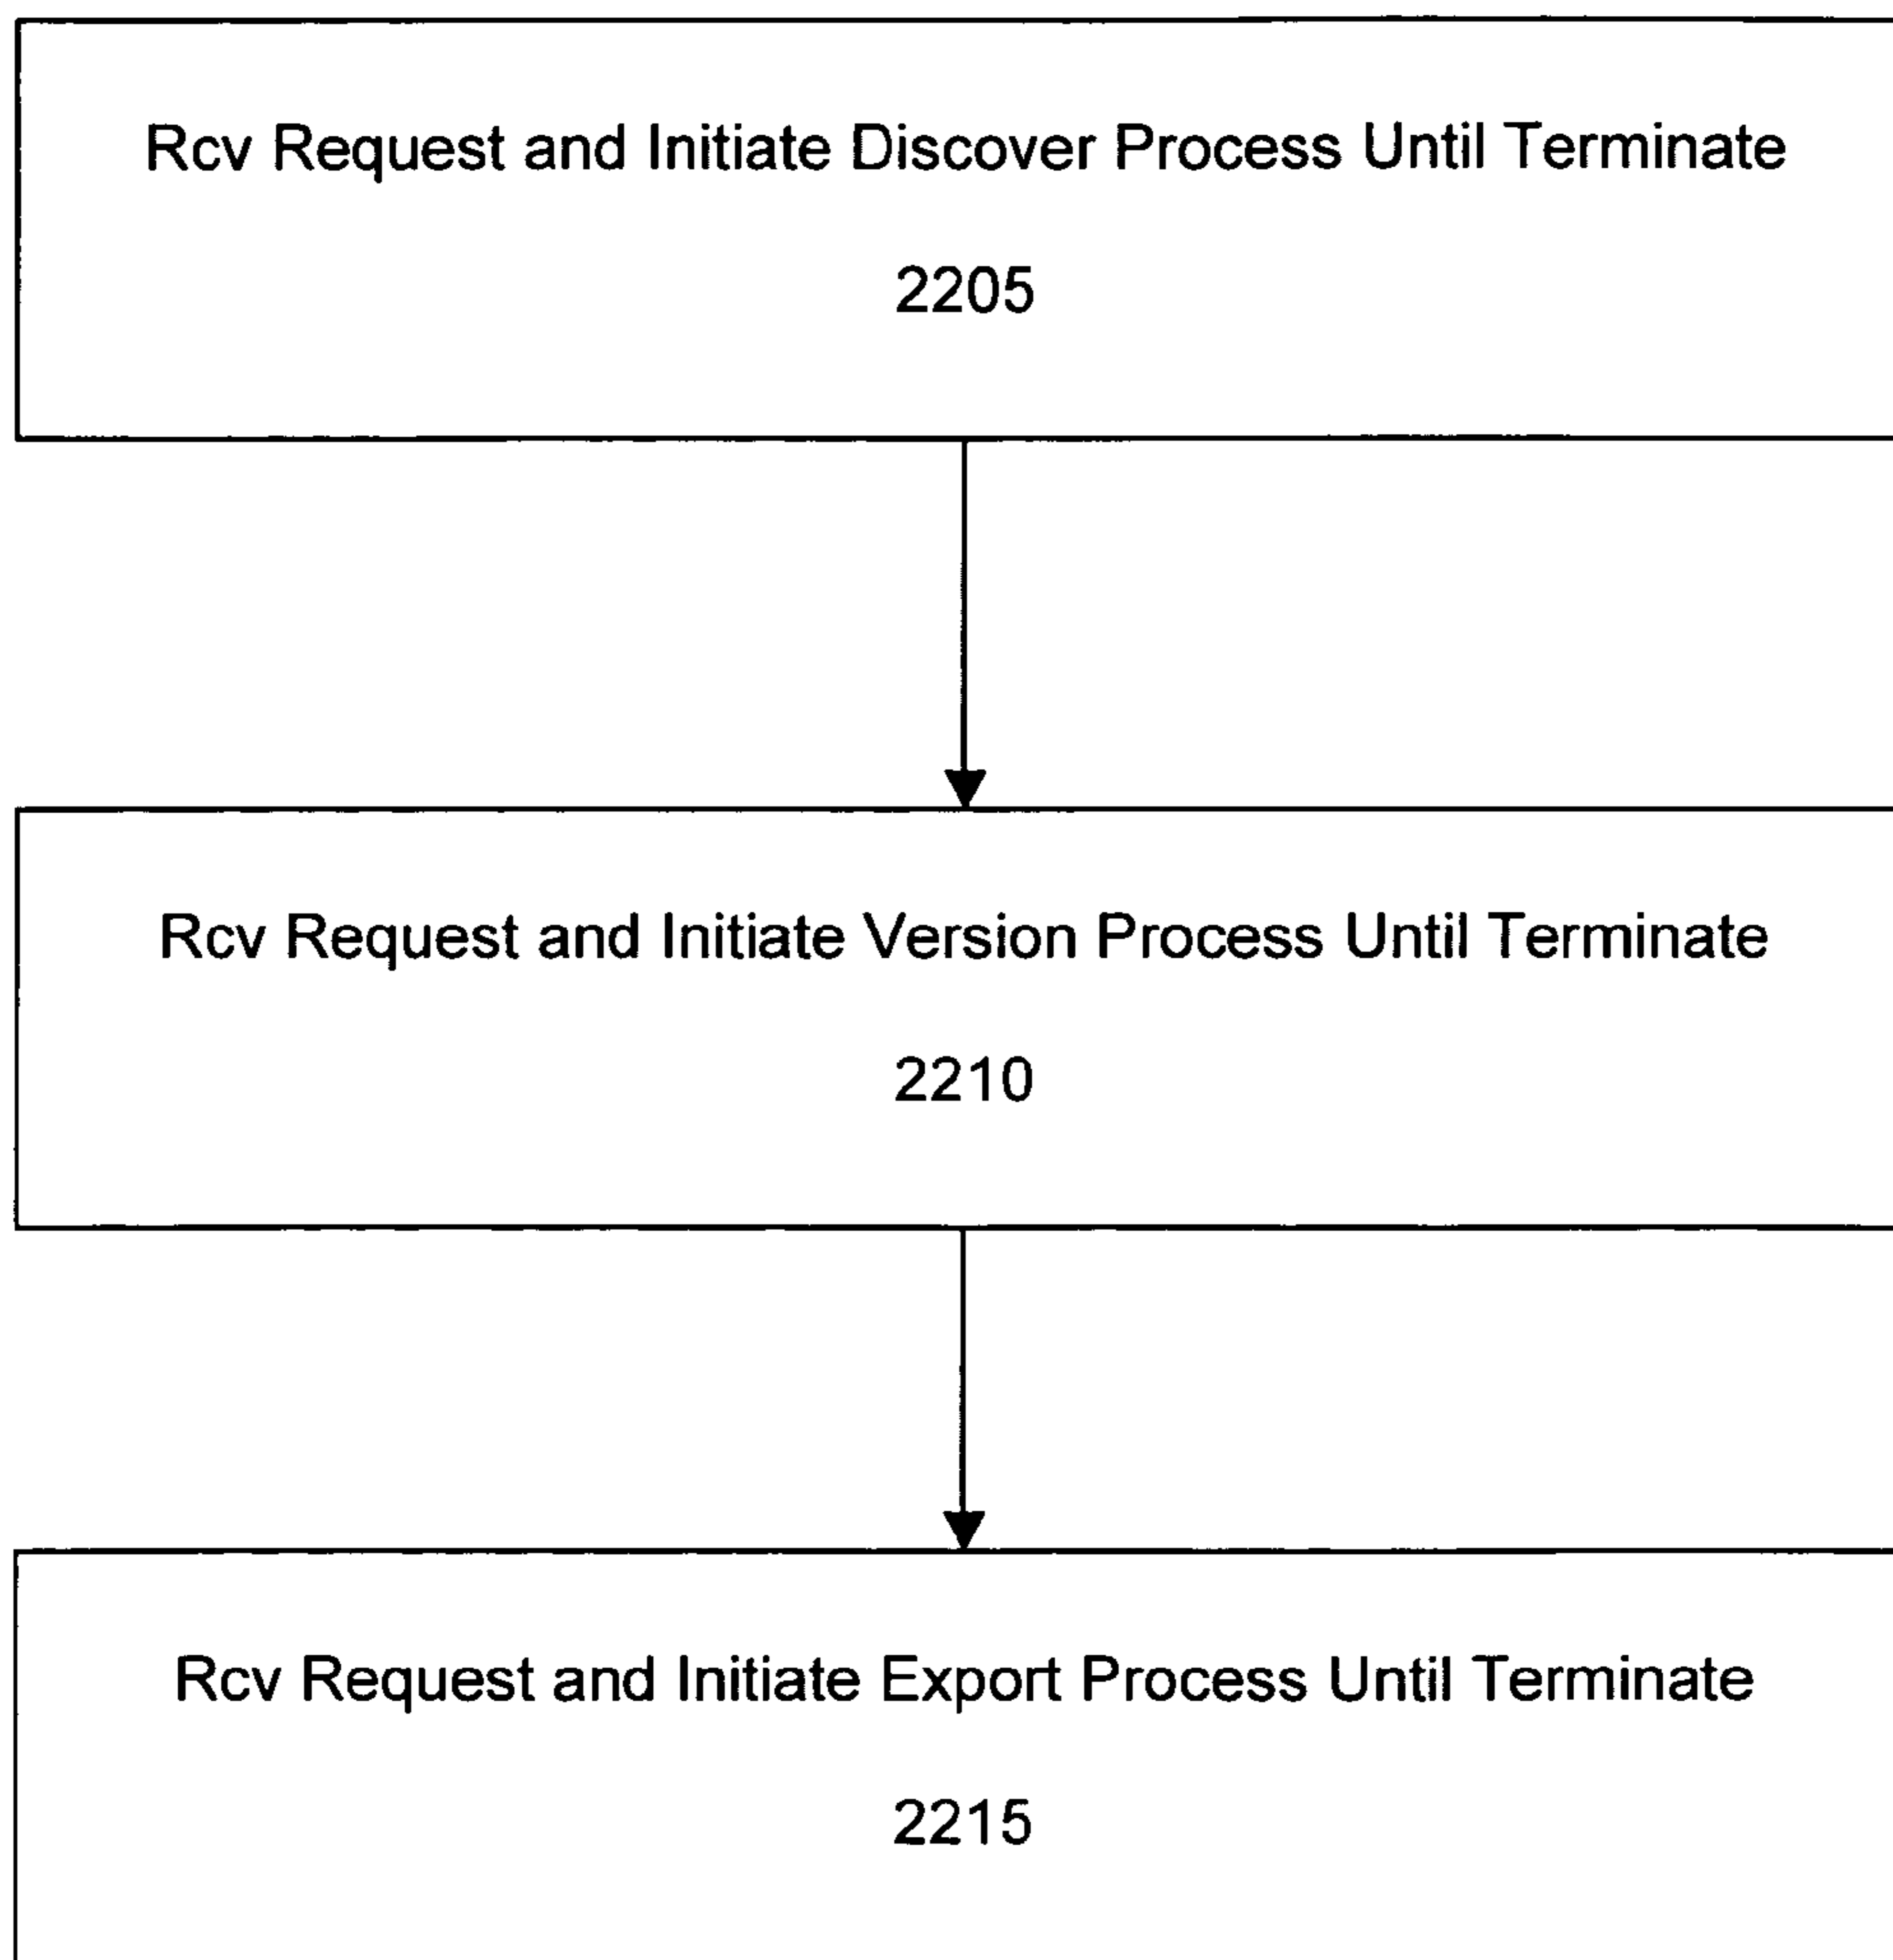 Rcv Request and Initiate Discover Process Until Terminate
2205
Rcv Request and Initiate Version Process Until Terminate
2210
Rcv Request and Initiate Export Process Until Terminate
2215